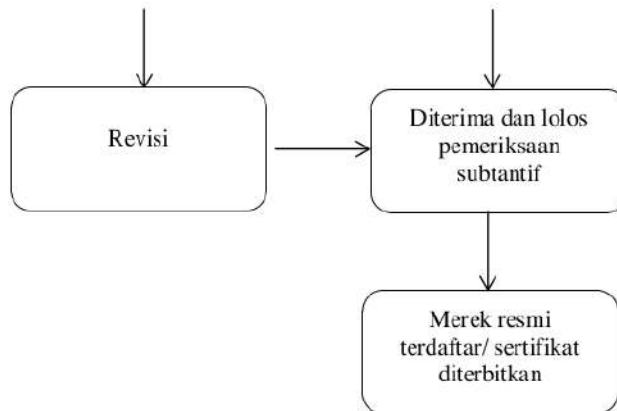 Revisi
Diterima dan lolos
pemeriksaan
subtantif
Merek resmi
terdaftar/ sertifikat
diterbitkan